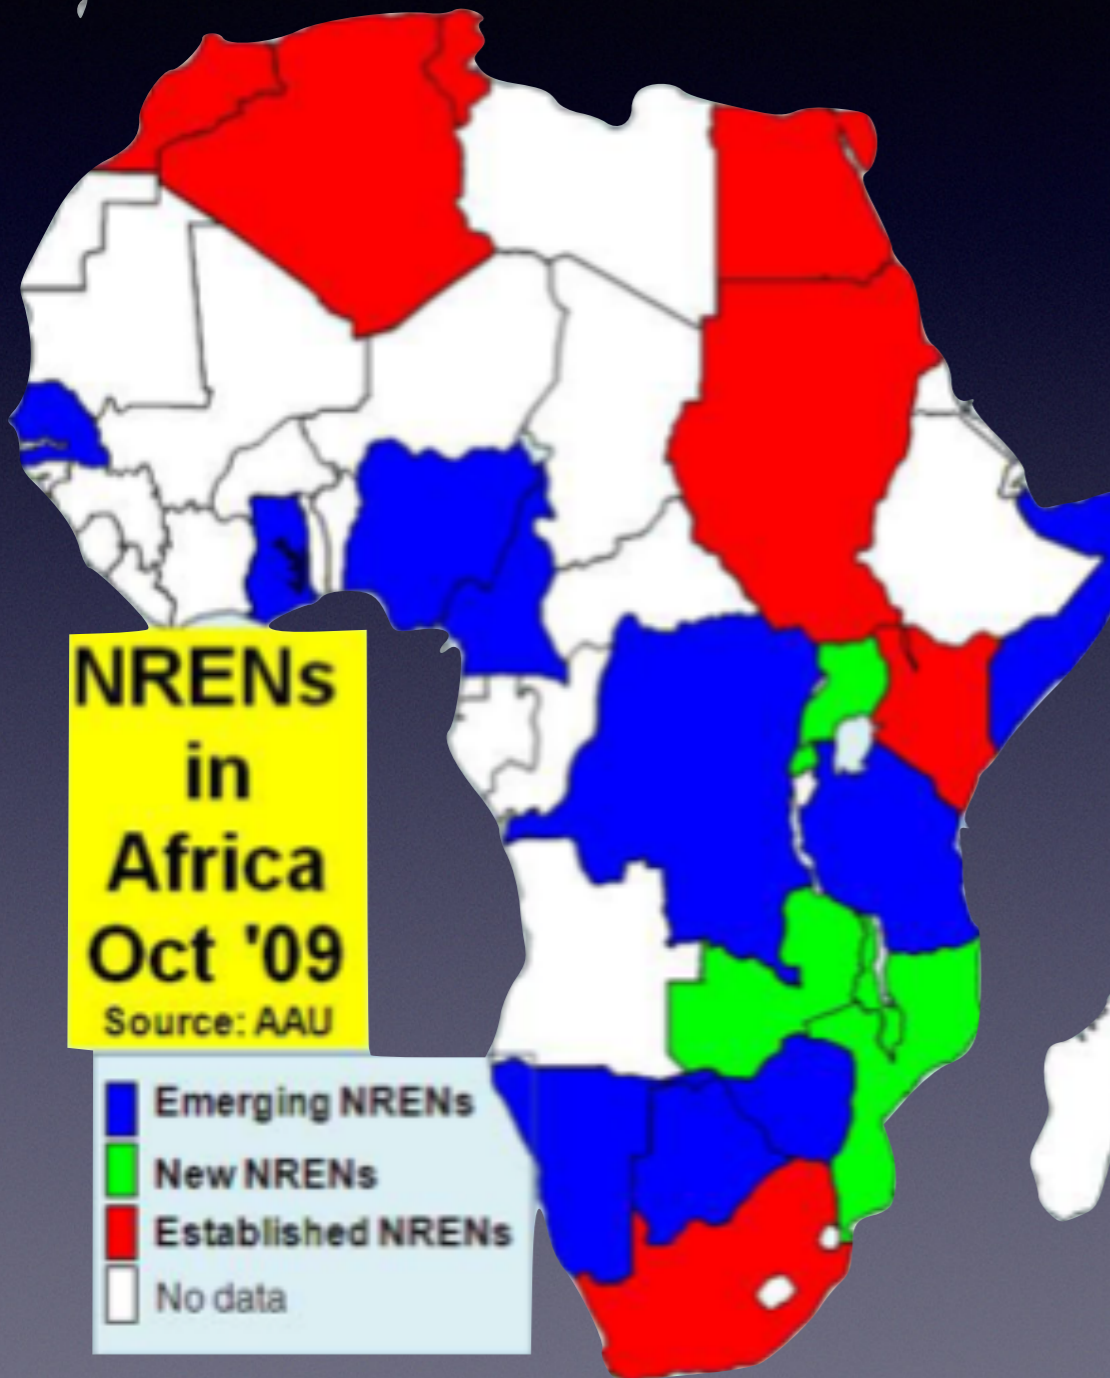 NRENs
in
Africa
Oct '09
Source: AAU
Emerging NRENs
New NRENs
Established NRENs
No data